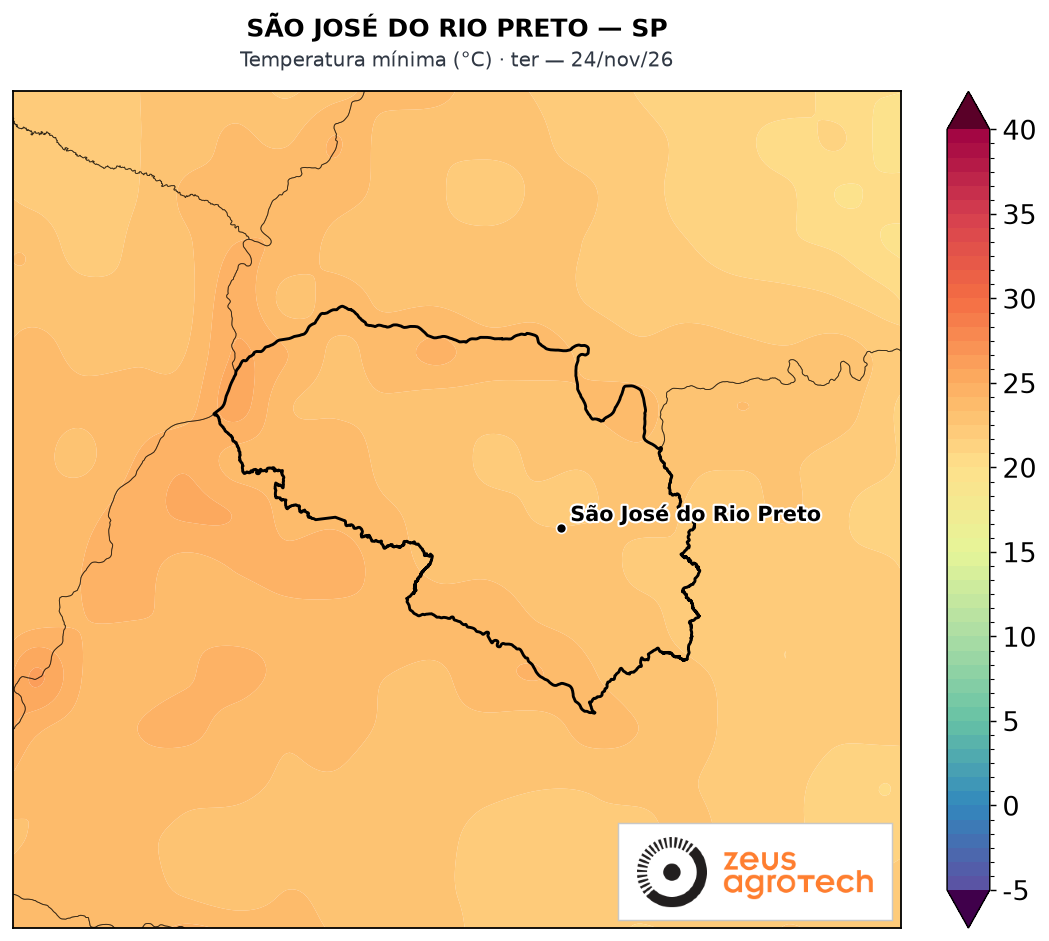 SÃO JOSÉ DO RIO PRETO — SP
Temperatura mínima (°C) · ter — 24/nov/26
40
35
30
25
20
15
10
5
0
-5
São José do Rio Preto
zeus
agrotech